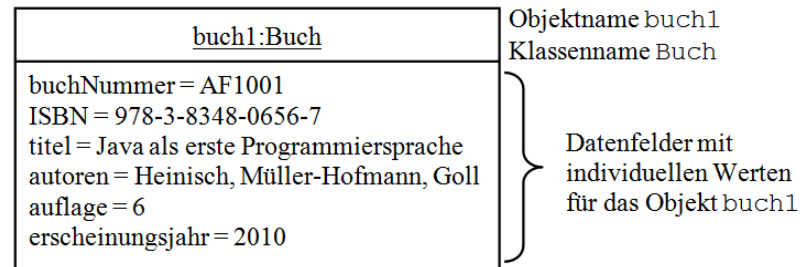 buch1:Buch
Objektname buch1
Klassenname Buch
buchNummer = AF1001
ISBN = 978-3-8348-0656-7
titel = Java als erste Programmiersprache
autoren = Heinisch, Müller-Hofmann, Goll
auflage = 6
erscheinungsjahr = 2010
Datenfelder mit
individuellen Werten
für das Objekt buch1